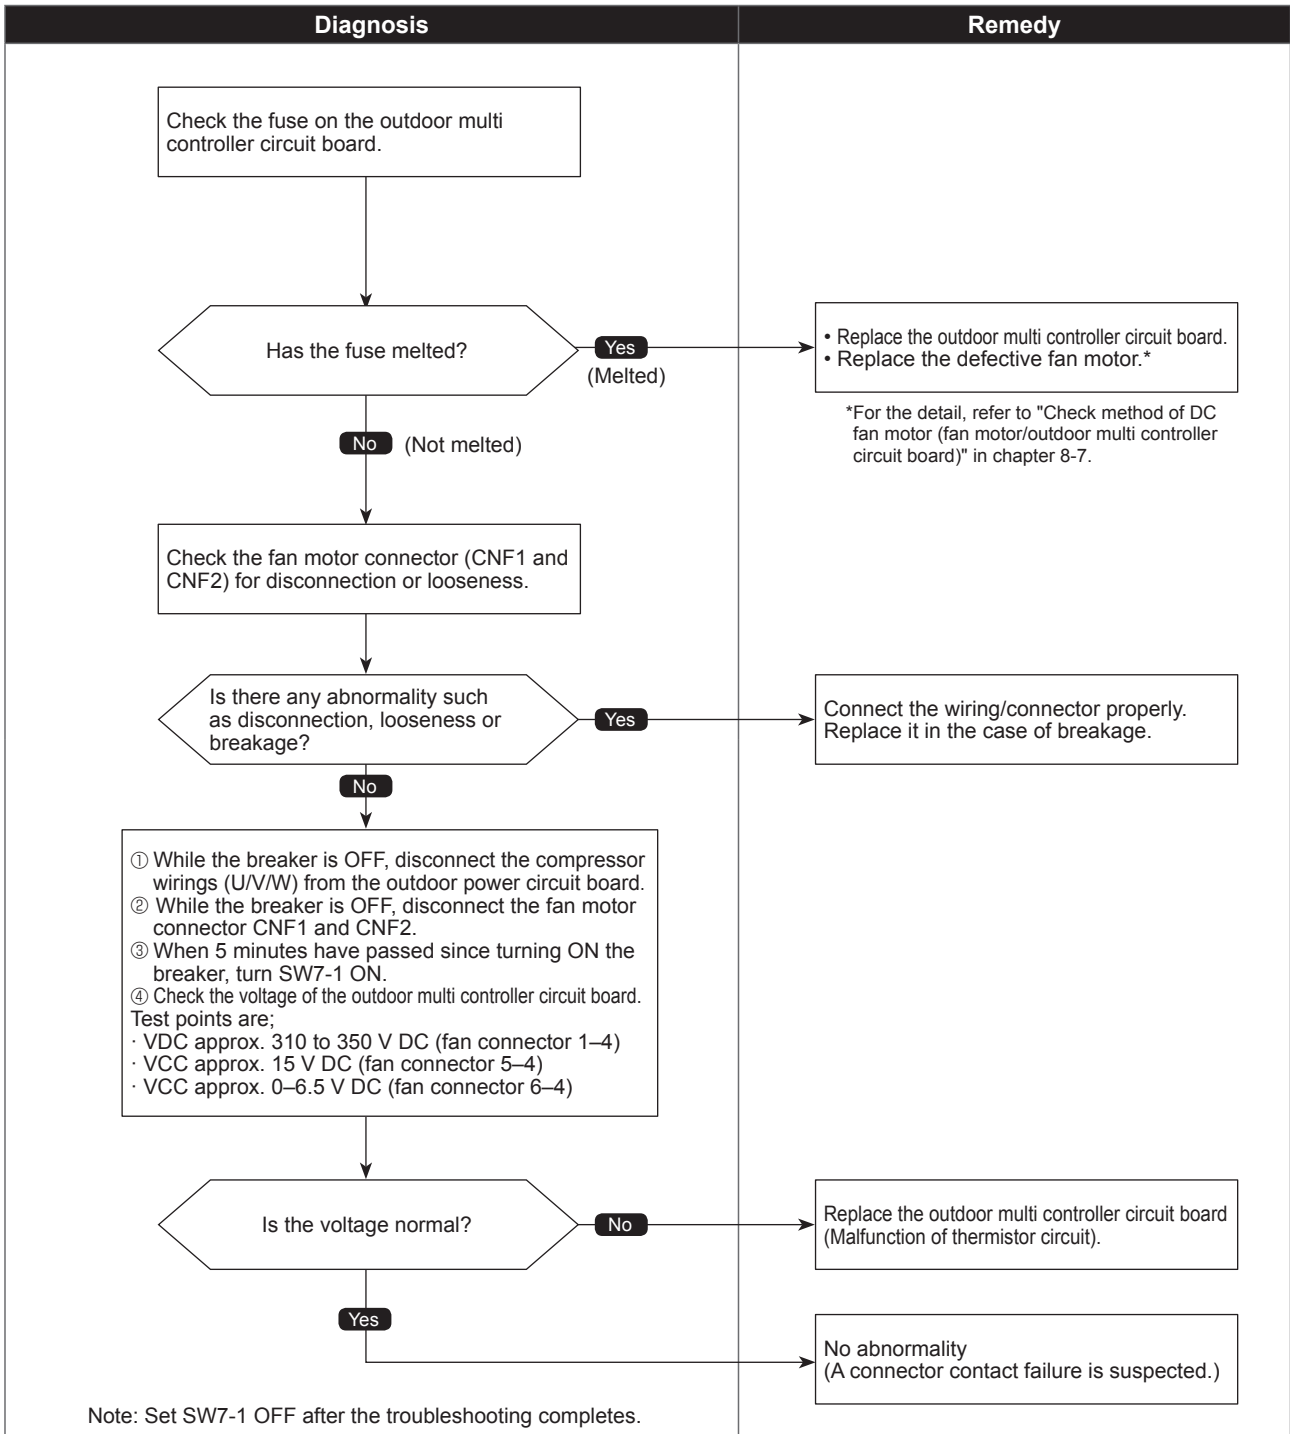 Diagnosis
Remedy
Check the fuse on the outdoor multi
controller circuit board.
Has the fuse melted?
Yes
(Melted)
• Replace the outdoor multi controller circuit board.
• Replace the defective fan motor.*
*For the detail, refer to "Check method of DC
fan motor (fan motor/outdoor multi controller
circuit board)" in chapter 8-7.
No (Not melted)
Check the fan motor connector (CNF1 and
CNF2) for disconnection or looseness.
Is there any abnormality such
as disconnection, looseness or
breakage?
Yes
Connect the wiring/connector properly.
Replace it in the case of breakage.
No
① While the breaker is OFF, disconnect the compressor
wirings (U/V/W) from the outdoor power circuit board.
② While the breaker is OFF, disconnect the fan motor
connector CNF1 and CNF2.
③ When 5 minutes have passed since turning ON the
breaker, turn SW7-1 ON.
④ Check the voltage of the outdoor multi controller circuit board.
Test points are;
· VDC approx. 310 to 350 V DC (fan connector 1–4)
· VCC approx. 15 V DC (fan connector 5–4)
· VCC approx. 0–6.5 V DC (fan connector 6–4)
Is the voltage normal?
No
Replace the outdoor multi controller circuit board
(Malfunction of thermistor circuit).
Yes
No abnormality
(A connector contact failure is suspected.)
Note: Set SW7-1 OFF after the troubleshooting completes.